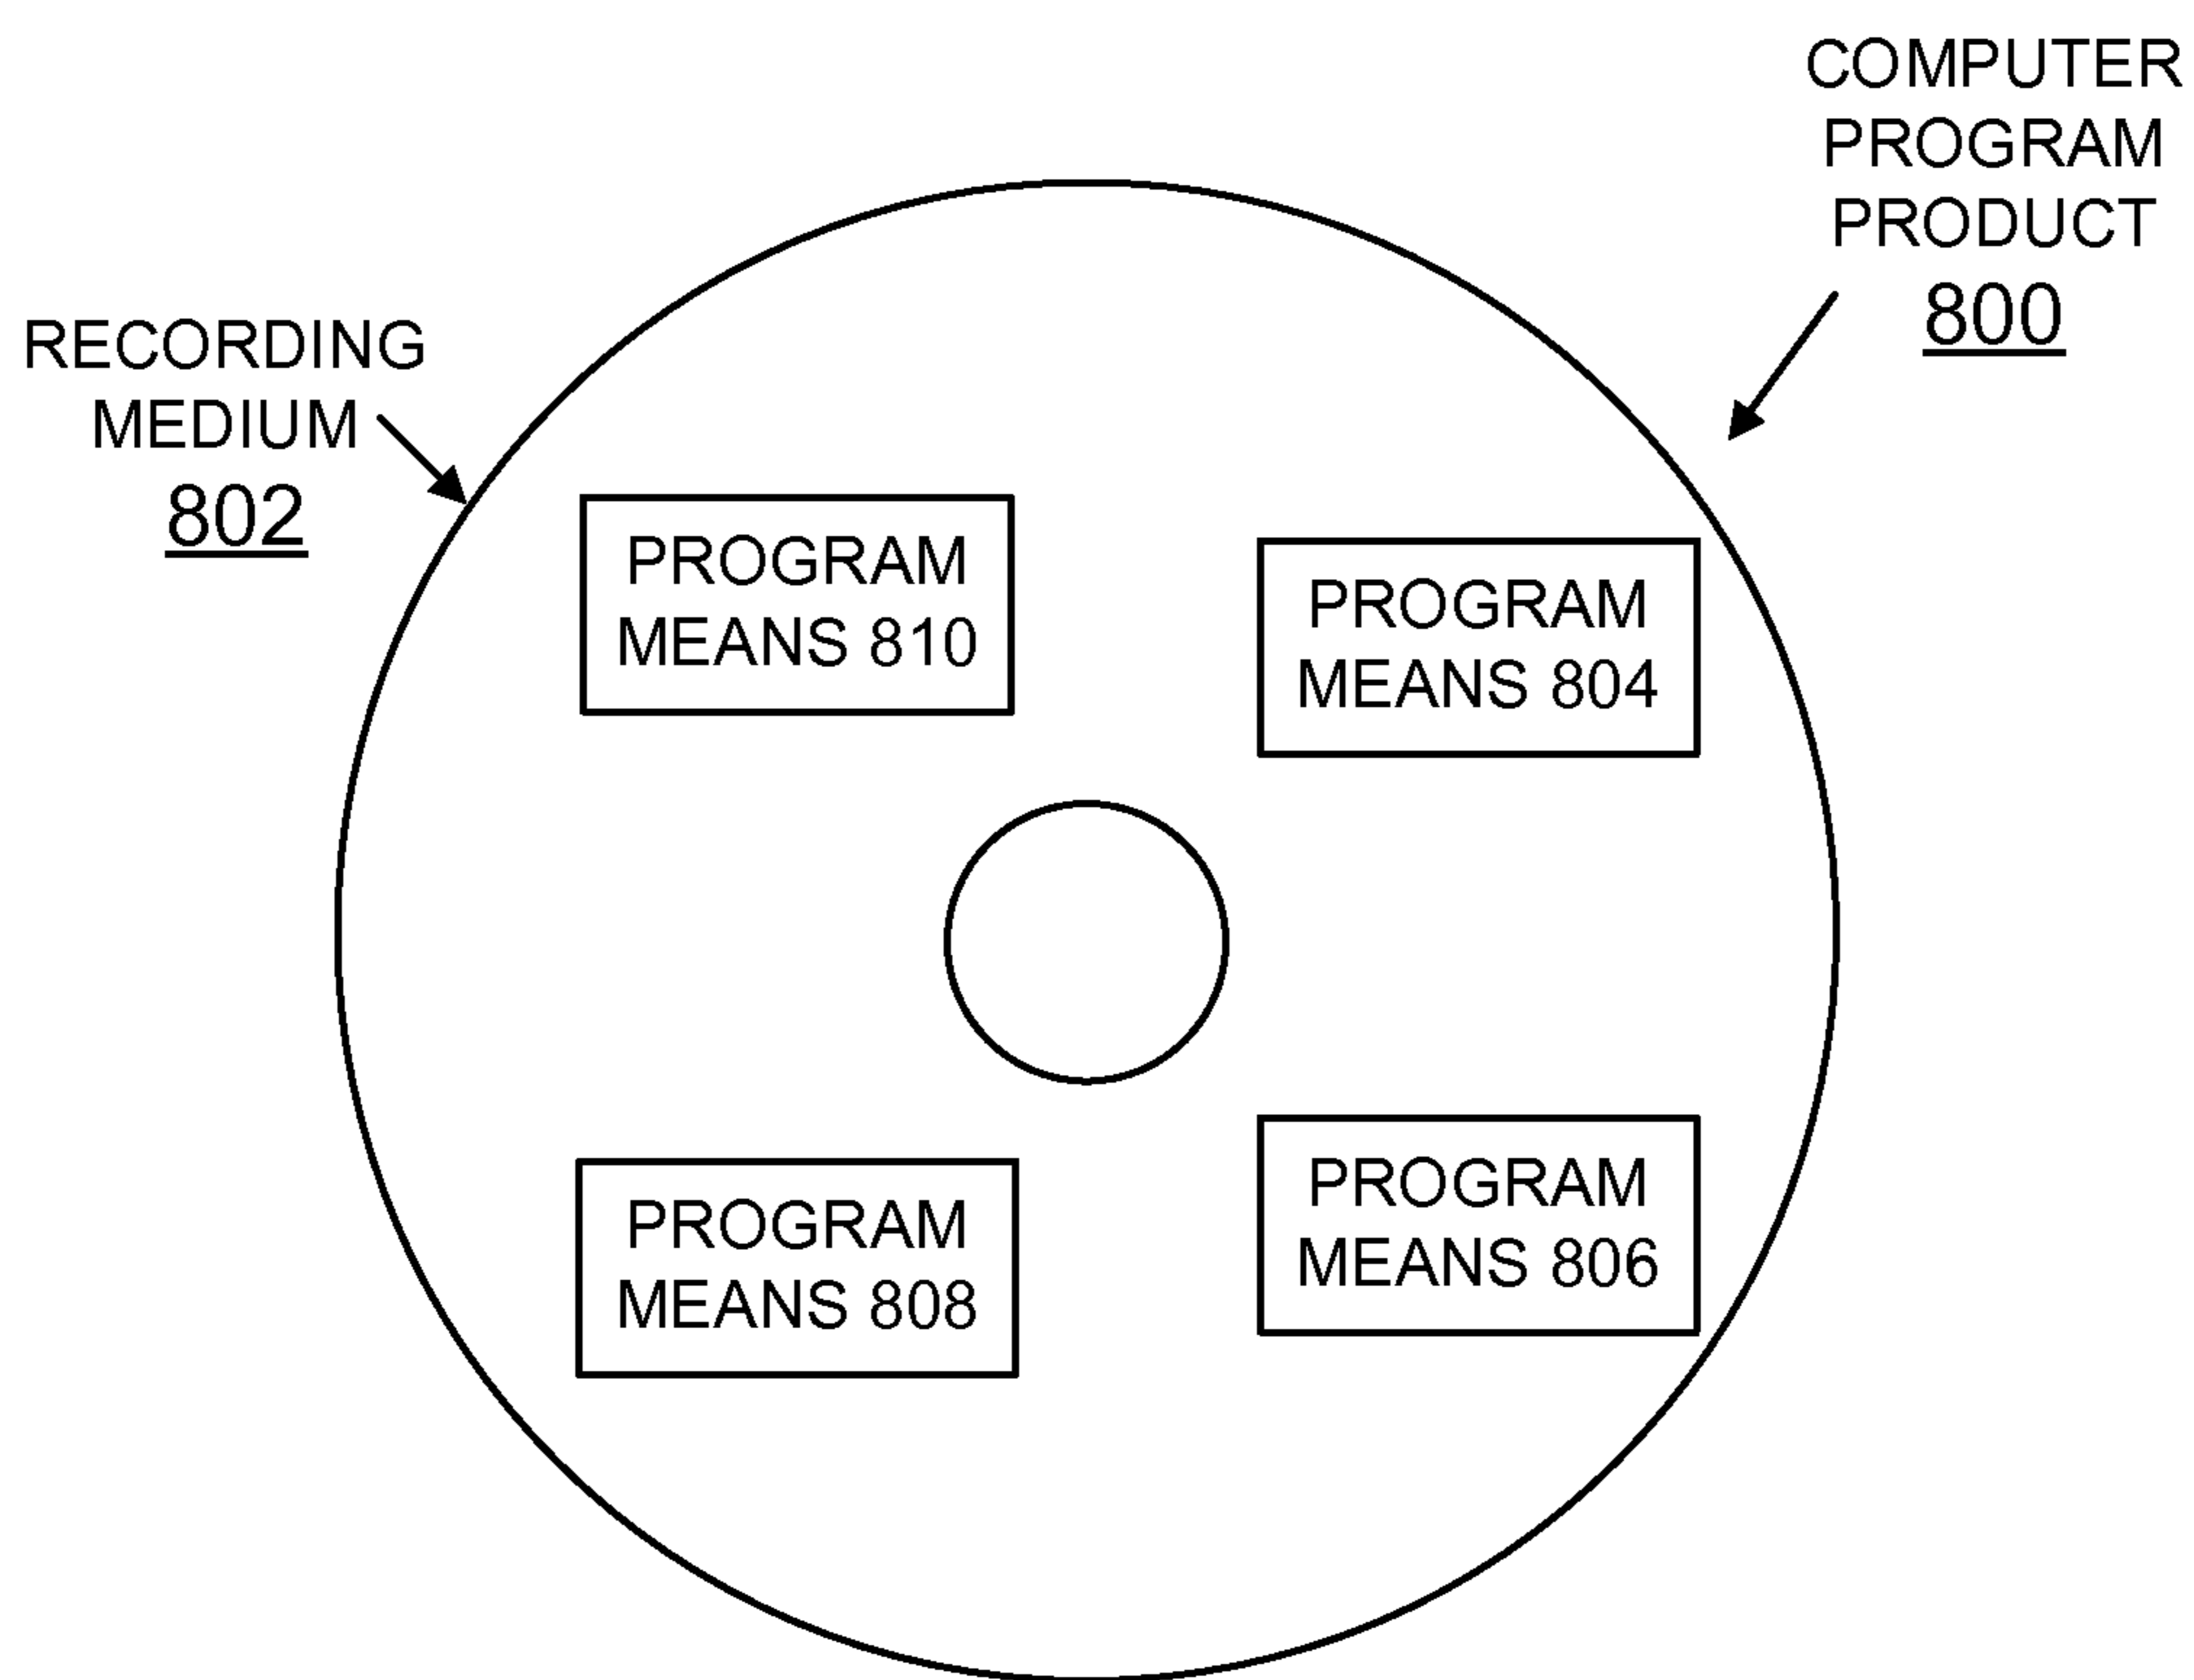 COMPUTER
PROGRAM
PRODUCT
800
RECORDING
MEDIUM
802
PROGRAM
MEANS 810
PROGRAM
MEANS 804
PROGRAM
MEANS 808
PROGRAM
MEANS 806